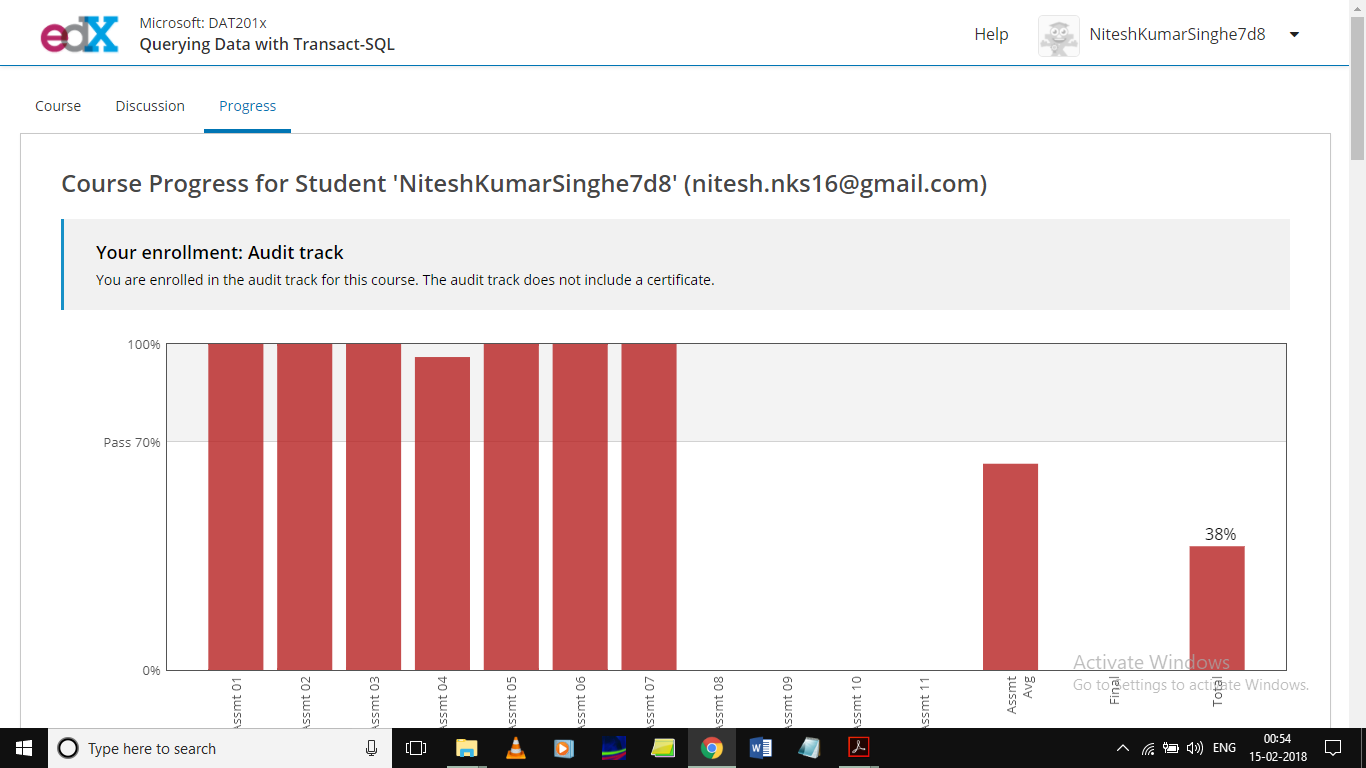 edX
Microsoft: DAT201x
Querying Data with Transact-SQL
Help
NiteshKumarSinghe7d8
Course
Discussion
Progress
Course Progress for Student 'NiteshKumarSinghe7d8' (nitesh.nks16@gmail.com)
Your enrollment: Audit track
You are enrolled in the audit track for this course. The audit track does not include a certificate.
100%
Pass 70%
0%
38%
Assmt 01
Assmt 02
Assmt 03
Assmt 04
Assmt 05
Assmt 06
Assmt 07
Assmt 08
Assmt 09
Assmt 10
Assmt 11
Assmt
Avg
Final
Total
Activate Windows
Go to Settings to activate Windows.
Type here to search
ENG
00:54
15-02-2018